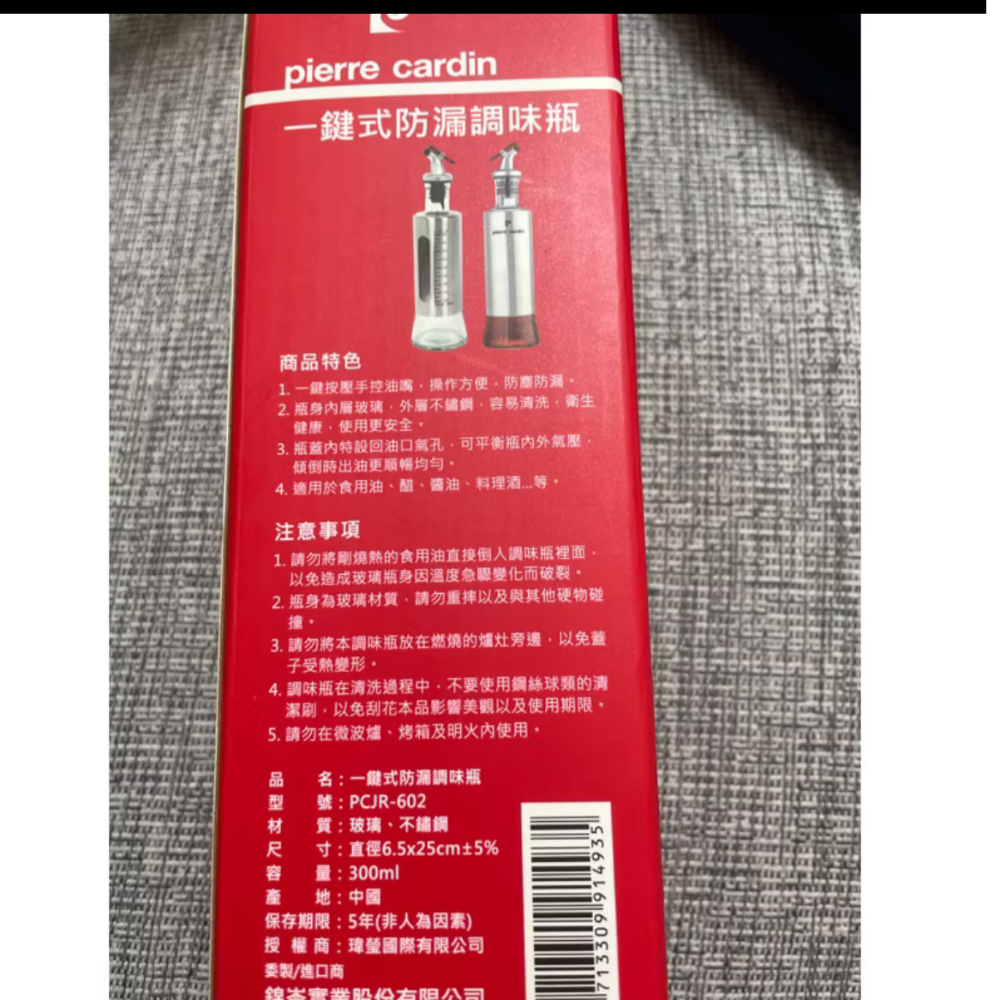 pierre cardin
一鍵式防漏調味瓶
pierre cardin
商品特色
1. 一鍵按壓手控油嘴，操作方便，防塵防漏。
2. 瓶身內層玻璃，外層不鏽鋼，容易清洗，衛生
健康，使用更安全。
3. 瓶蓋內特設回油口氣孔，可平衡瓶內外氣壓，
傾倒時出油更順暢均勻。
4. 適用於食用油、醋、醬油、料理酒...等。
注意事項
1. 請勿將剛燒熱的食用油直接倒入調味瓶裡面，
以免造成玻璃瓶身因溫度急驟變化而破裂。
2. 瓶身為玻璃材質，請勿重摔以及與其他硬物碰
撞。
3. 請勿將本調味瓶放在燃燒的爐灶旁邊，以免蓋
子受熱變形。
4. 調味瓶在清洗過程中，不要使用鋼絲球類的清
潔刷，以免刮花本品影響美觀以及使用期限。
5. 請勿在微波爐、烤箱及明火內使用。
品 名：一鍵式防漏調味瓶
型 號：PCJR-602
材 質：玻璃、不鏽鋼
尺 寸：直徑6.5x25cm±5%
容 量：300ml
產 地：中國
保存期限：5年(非人為因素)
授 權 商：瑋瑩國際有限公司
委製/進口商
錦岺實業股份有限公司
713309 914935